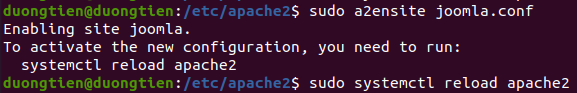 duongtien@duongtien:/etc/apache2$ sudo a2ensite joomla.conf
Enabling site joomla.
To activate the new configuration, you need to run:
  systemctl reload apache2
duongtien@duongtien:/etc/apache2$ sudo systemctl reload apache2